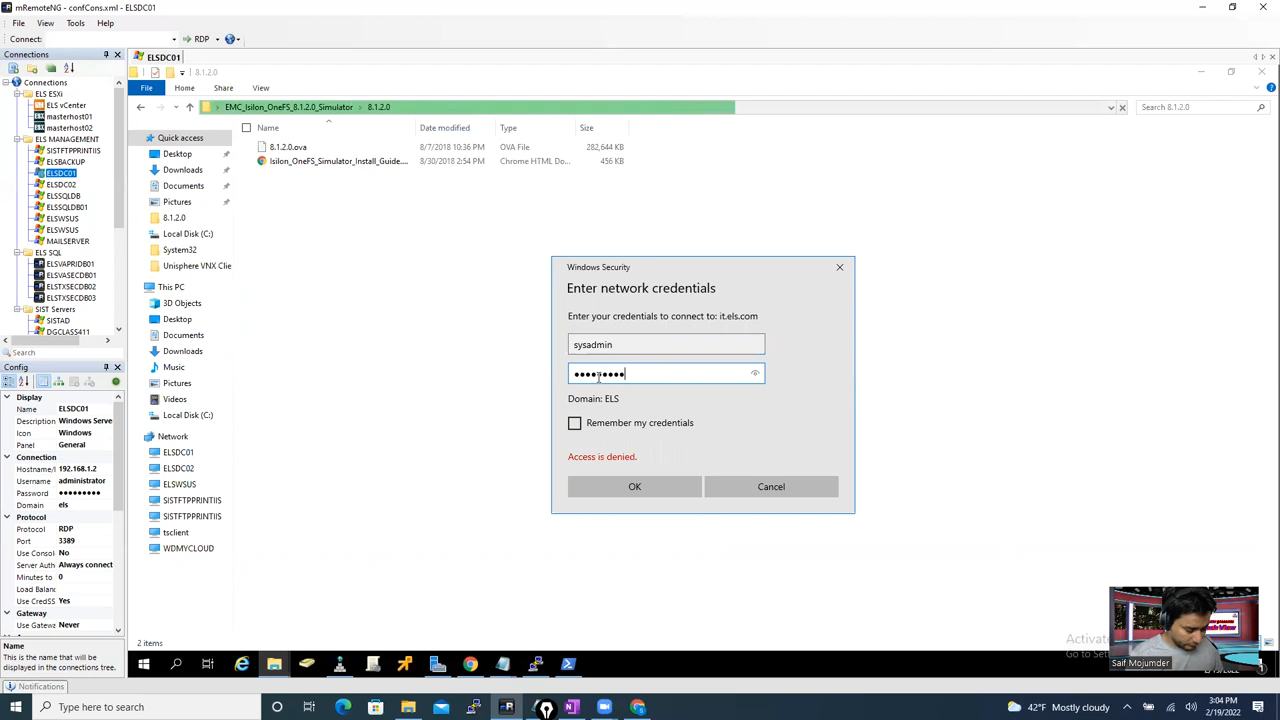 mRemoteNG - confCons.xml - ELSDC01
File View Tools Help
Connect: RDP
Connections
ELSDC01
8.1.2.0
File Home Share View
EMC_Isilon_OneFS_8.1.2.0_Simulator 8.1.2.0
Search 8.1.2.0
Connections
ELS ESXi
ELS vCenter
masterhost01
masterhost02
ELS MANAGEMENT
SISTFTPPRINTIIS
ELSBACKUP
ELSDC01
ELSDC02
ELSSQLDB
ELSSQLDB01
ELSWSUS
ELSWSUS
MAILSERVER
ELS SQL
ELSVAPRIDB01
ELSVASECDB01
ELSTXSECDB02
ELSTXSECDB03
SIST Servers
SISTAD
DGCLASS411
Search
Config
Display
Name ELSDC01
Description Windows Serve
Icon Windows
Panel General
Connection
Hostname/I 192.168.1.2
Username administrator
Password ●●●●●●●●●
Domain els
Protocol
Protocol RDP
Port 3389
Use Consol No
Server Auth Always connect
Minutes to 0
Load Balanc
Use CredSS Yes
Gateway
Use Gatewa Never
Name
This is the name that will be
displayed in the connections tree.
Notifications
Quick access
Desktop
Downloads
Documents
Pictures
8.1.2.0
Local Disk (C:)
System32
Unisphere VNX Clie
This PC
3D Objects
Desktop
Documents
Downloads
Music
Pictures
Videos
Local Disk (C:)
Network
ELSDC01
ELSDC02
ELSWSUS
SISTFTPPRINTIIS
SISTFTPPRINTIIS
tsclient
WDMYCLOUD
2 items
Name Date modified Type Size
8.1.2.0.ova 8/7/2018 10:36 PM OVA File 282,644 KB
Isilon_OneFS_Simulator_Install_Guide.... 8/30/2018 2:54 PM Chrome HTML Do... 456 KB
Windows Security
Enter network credentials
Enter your credentials to connect to: it.els.com
sysadmin
●●●●●●●●●
Domain: ELS
Remember my credentials
Access is denied.
OK Cancel
Activate
Go to Se
Saif Mojumder
Type here to search
42°F Mostly cloudy
3:04 PM
2/19/2022
1